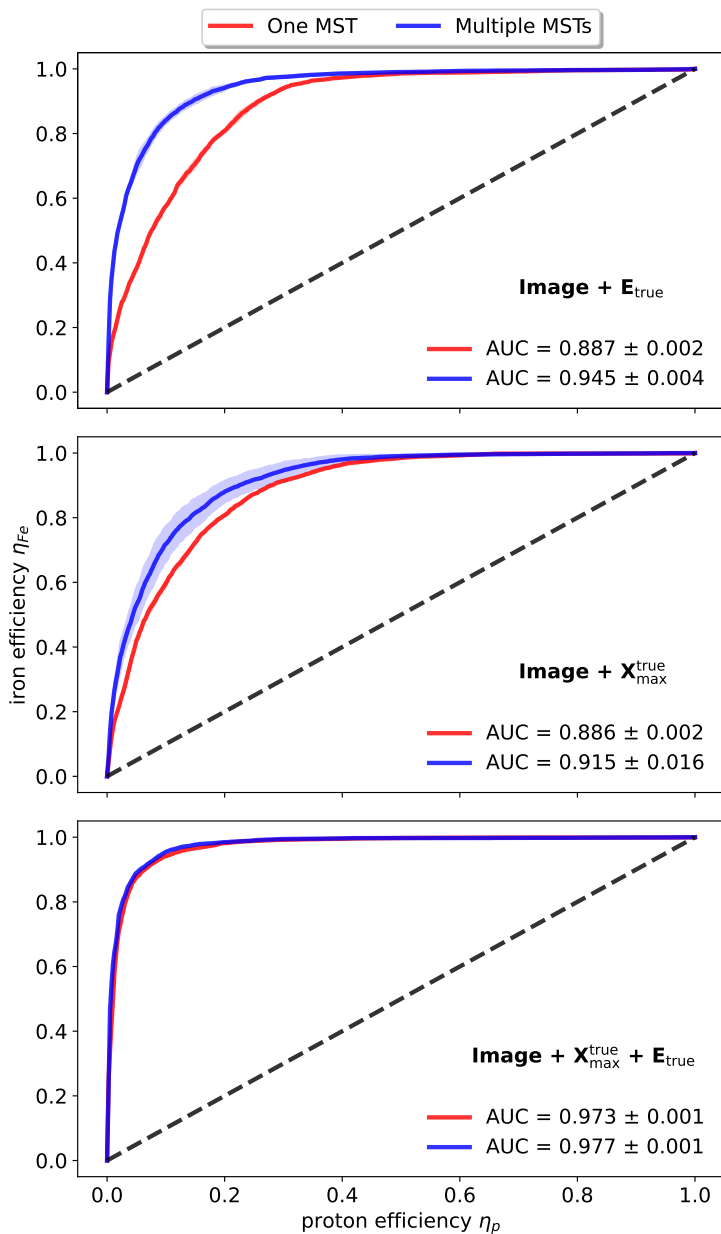 One MST Multiple MSTs
1.0
0.8
0.6
0.4
0.2
0.0
Image + E_true
AUC = 0.887 ± 0.002
AUC = 0.945 ± 0.004
1.0
0.8
0.6
0.4
0.2
0.0
iron efficiency η_Fe
Image + X_max^true
AUC = 0.886 ± 0.002
AUC = 0.915 ± 0.016
1.0
0.8
0.6
0.4
0.2
0.0
Image + X_max^true + E_true
AUC = 0.973 ± 0.001
AUC = 0.977 ± 0.001
0.0 0.2 0.4 0.6 0.8 1.0
proton efficiency η_p